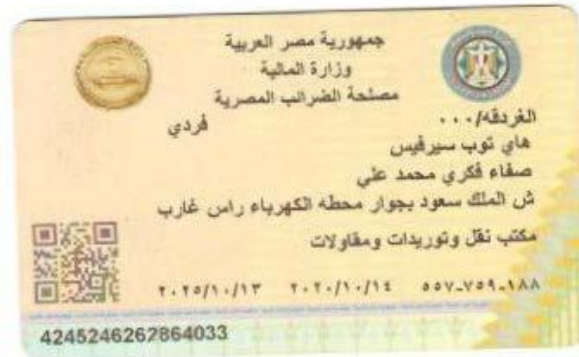 جمهورية مصر العربية
وزارة المالية
مصلحة الضرائب المصرية
الغردقه/٠٠٠ فردي
هاي توب سيرفيس
صفاء فكري محمد علي
ش الملك سعود بجوار محطه الكهرباء راس غارب
مكتب نقل وتوريدات ومقاولات
٥٥٧-٧٥٩-١٨٨ ٢٠٢٠/١٠/١٤ ٢٠٢٥/١٠/١٣
4245246262864033